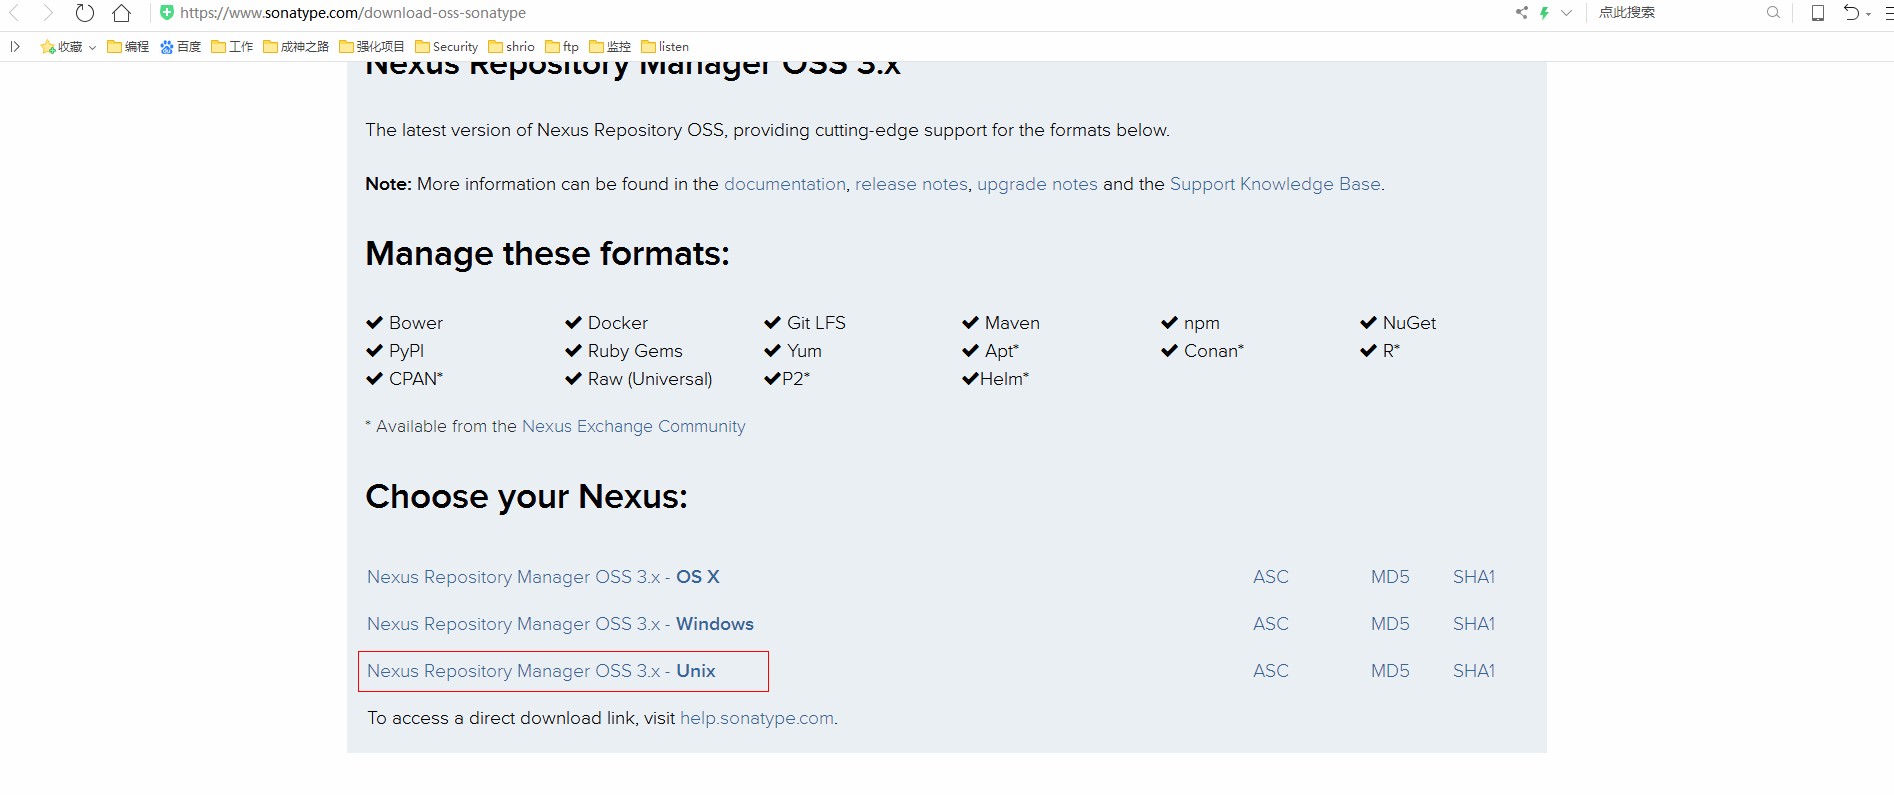 https://www.sonatype.com/download-oss-sonatype
点此搜索
收藏 编程 百度 工作 成神之路 强化项目 Security shrio ftp 监控 listen
Nexus Repository Manager OSS 3.x
The latest version of Nexus Repository OSS, providing cutting-edge support for the formats below.
Note: More information can be found in the documentation, release notes, upgrade notes and the Support Knowledge Base.
Manage these formats:
Bower Docker Git LFS Maven npm NuGet
PyPI Ruby Gems Yum Apt* Conan* R*
CPAN* Raw (Universal) P2* Helm*
* Available from the Nexus Exchange Community
Choose your Nexus:
Nexus Repository Manager OSS 3.x - OS X ASC MD5 SHA1
Nexus Repository Manager OSS 3.x - Windows ASC MD5 SHA1
Nexus Repository Manager OSS 3.x - Unix ASC MD5 SHA1
To access a direct download link, visit help.sonatype.com.